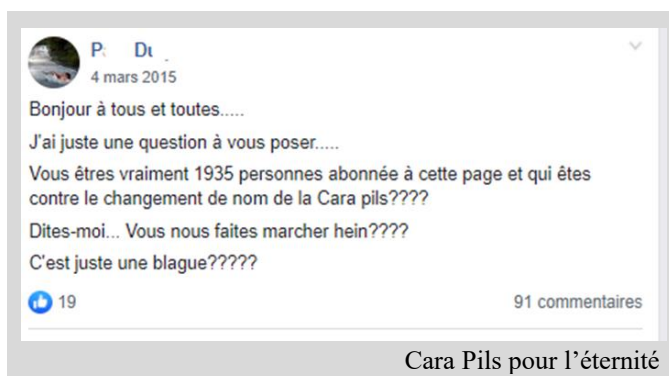 4 mars 2015
Bonjour à tous et toutes.....
J'ai juste une question à vous poser.....
Vous êtres vraiment 1935 personnes abonnée à cette page et qui êtes
contre le changement de nom de la Cara pils????
Dites-moi... Vous nous faites marcher hein????
C'est juste une blague?????
19
91 commentaires
Cara Pils pour l'éternité